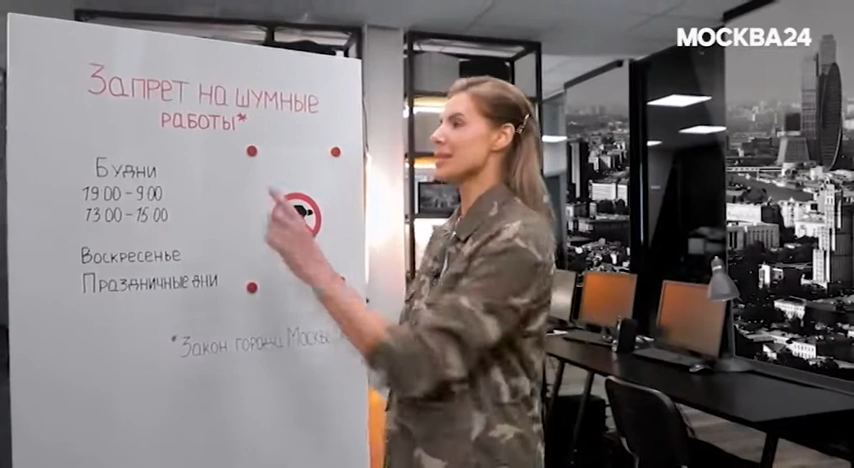 МОСКВА24
Запрет на шумные
работы*
Будни
19:00-9:00
13:00-15:00
Воскресенье
Праздничные дни
*Закон города Москвы